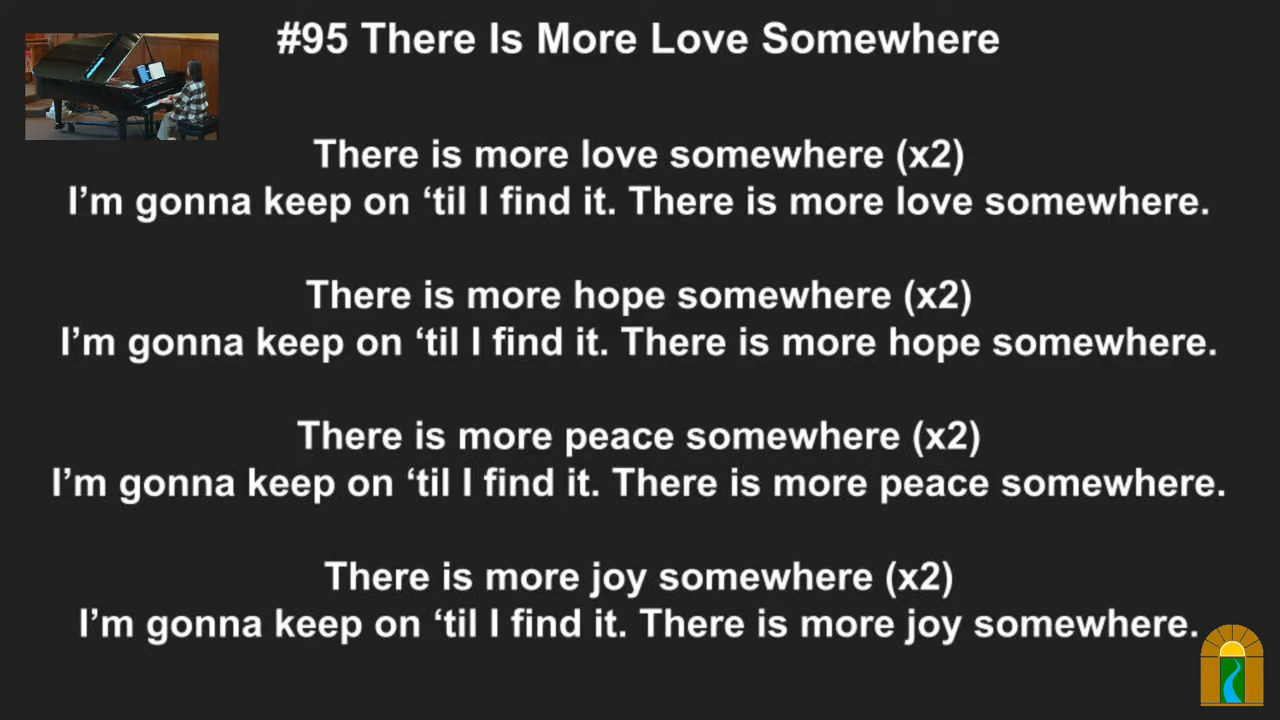 #95 There Is More Love Somewhere
There is more love somewhere (x2)
I’m gonna keep on ‘til I find it. There is more love somewhere.
There is more hope somewhere (x2)
I’m gonna keep on ‘til I find it. There is more hope somewhere.
There is more peace somewhere (x2)
I’m gonna keep on ‘til I find it. There is more peace somewhere.
There is more joy somewhere (x2)
I’m gonna keep on ‘til I find it. There is more joy somewhere.